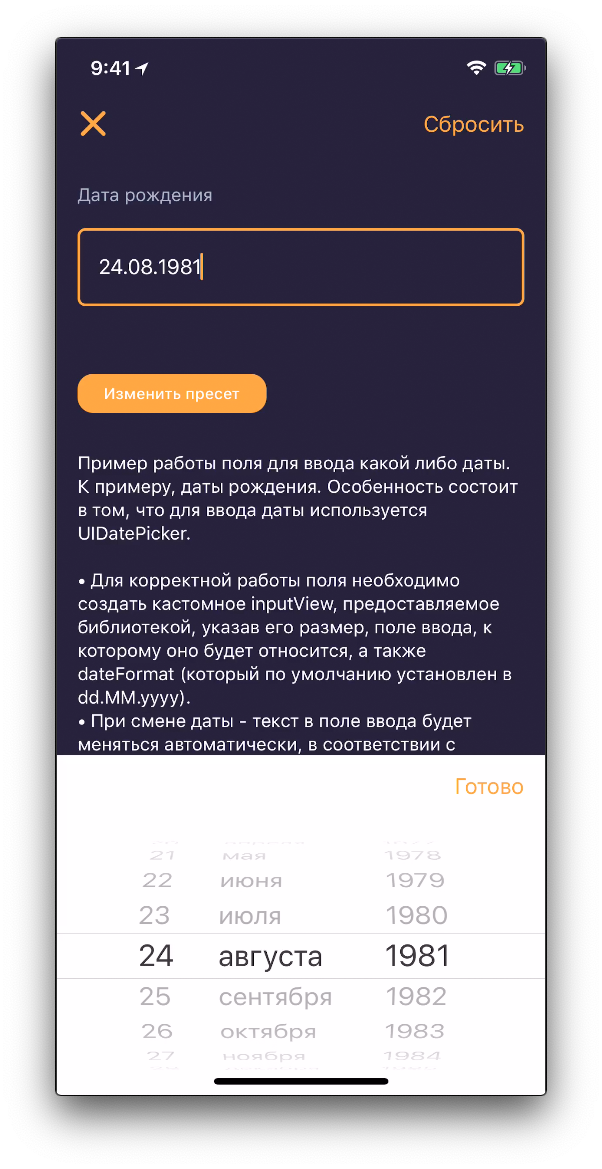 9:41
Сбросить
Дата рождения
24.08.1981
Изменить пресет
Пример работы поля для ввода какой либо даты.
К примеру, даты рождения. Особенность состоит
в том, что для ввода даты используется
UIDatePicker.
• Для корректной работы поля необходимо
создать кастомное inputView, предоставляемое
библиотекой, указав его размер, поле ввода, к
которому оно будет относится, а также
dateFormat (который по умолчанию установлен в
dd.MM.yyyy).
• При смене даты - текст в поле ввода будет
меняться автоматически, в соответствии с
Готово
21 мая 1978
22 июня 1979
23 июля 1980
24 августа 1981
25 сентября 1982
26 октября 1983
27 ноября 1984